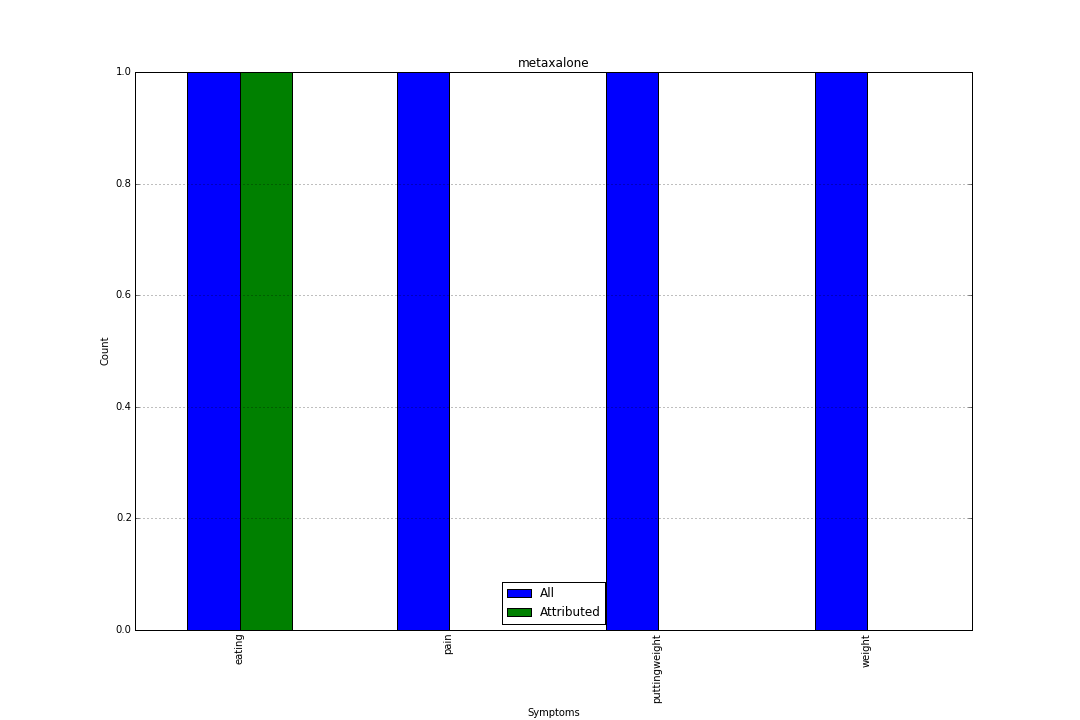 metaxalone
1.0
0.8
0.6
0.4
0.2
0.0
Count
All
Attributed
eating
pain
puttingweight
weight
Symptoms